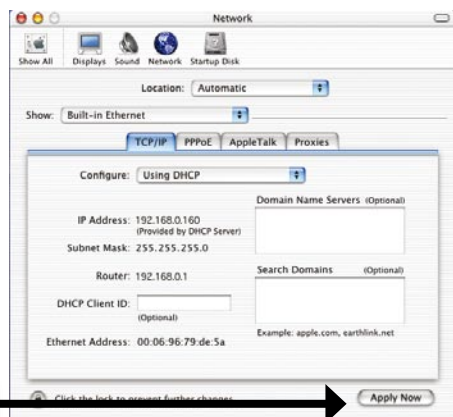 Network
Show All Displays Sound Network Startup Disk
Location: Automatic
Show: Built-in Ethernet
TCP/IP PPPoE AppleTalk Proxies
Configure: Using DHCP
Domain Name Servers (Optional)
IP Address: 192.168.0.160
(Provided by DHCP Server)
Subnet Mask: 255.255.255.0
Router: 192.168.0.1
Search Domains (Optional)
DHCP Client ID:
(Optional)
Example: apple.com, earthlink.net
Ethernet Address: 00:06:96:79:de:5a
Click the lock to prevent further changes.
Apply Now